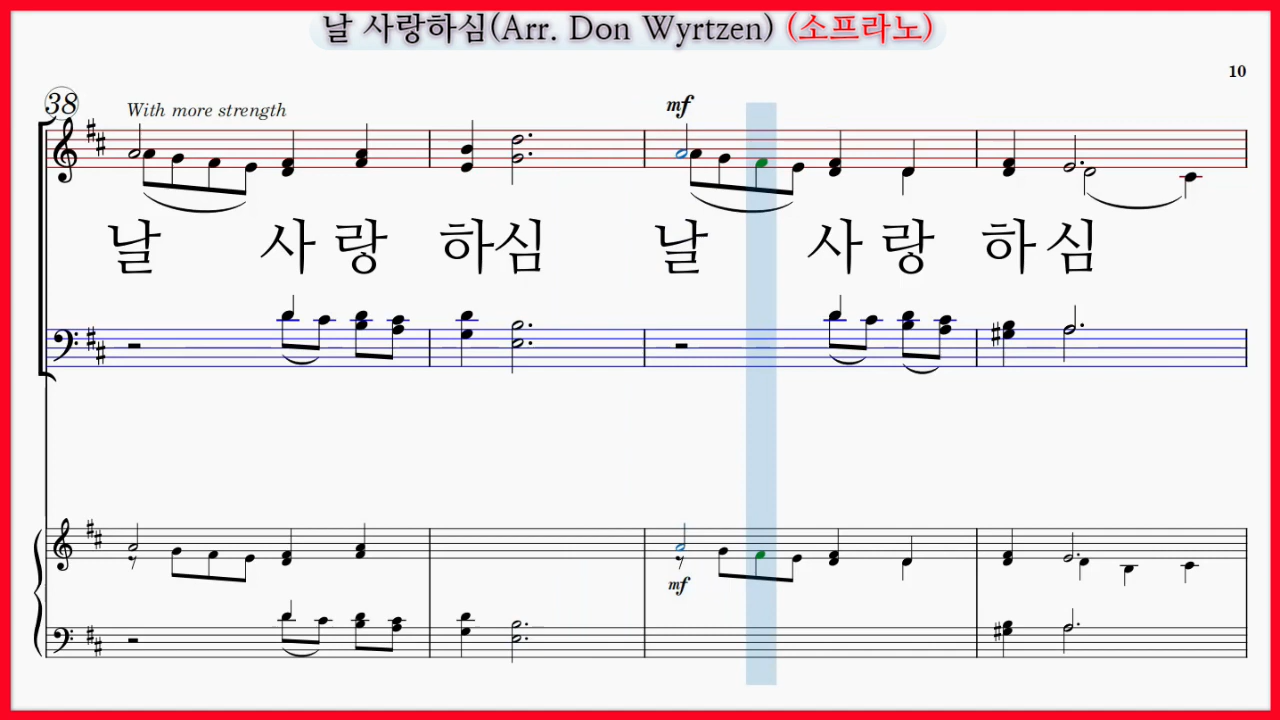 날 사랑하심(Arr. Don Wyrtzen) (소프라노)
10
38
With more strength
mf
날 사 랑 하심 날 사 랑 하 심
mf